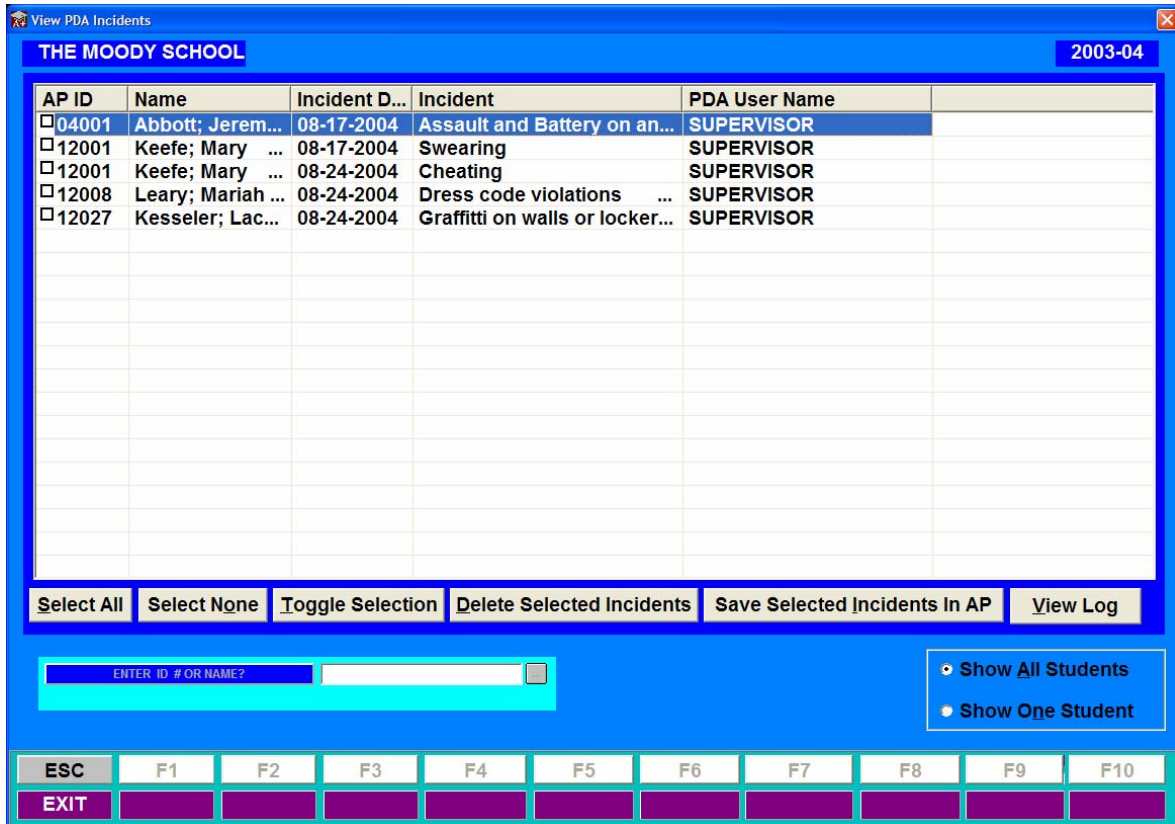 View PDA Incidents
THE MOODY SCHOOL 2003-04
AP ID Name Incident D... Incident PDA User Name
04001 Abbott; Jerem... 08-17-2004 Assault and Battery on an... SUPERVISOR
12001 Keefe; Mary ... 08-17-2004 Swearing SUPERVISOR
12001 Keefe; Mary ... 08-24-2004 Cheating SUPERVISOR
12008 Leary; Mariah ... 08-24-2004 Dress code violations ... SUPERVISOR
12027 Kesseler; Lac... 08-24-2004 Graffitti on walls or locker... SUPERVISOR
Select All Select None Toggle Selection Delete Selected Incidents Save Selected Incidents In AP View Log
ENTER ID # OR NAME? ...
Show All Students
Show One Student
ESC F1 F2 F3 F4 F5 F6 F7 F8 F9 F10
EXIT